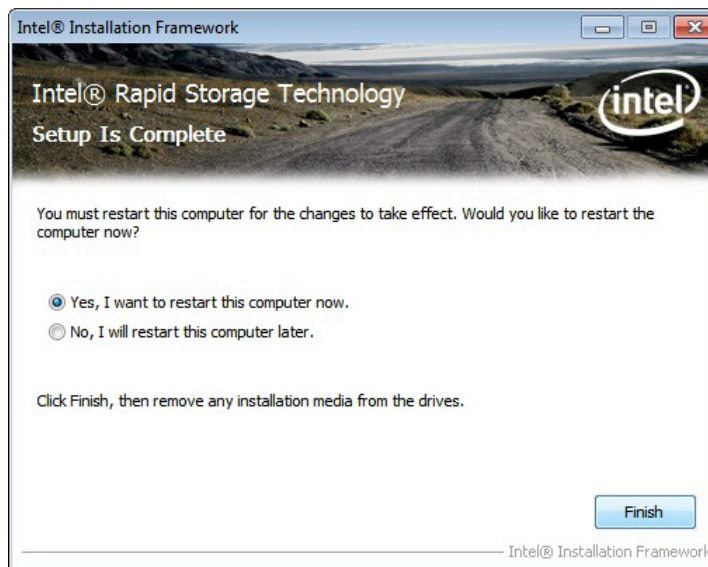 Intel® Installation Framework
Intel® Rapid Storage Technology
Setup Is Complete
intel
You must restart this computer for the changes to take effect. Would you like to restart the
computer now?
Yes, I want to restart this computer now.
No, I will restart this computer later.
Click Finish, then remove any installation media from the drives.
Finish
Intel® Installation Framework